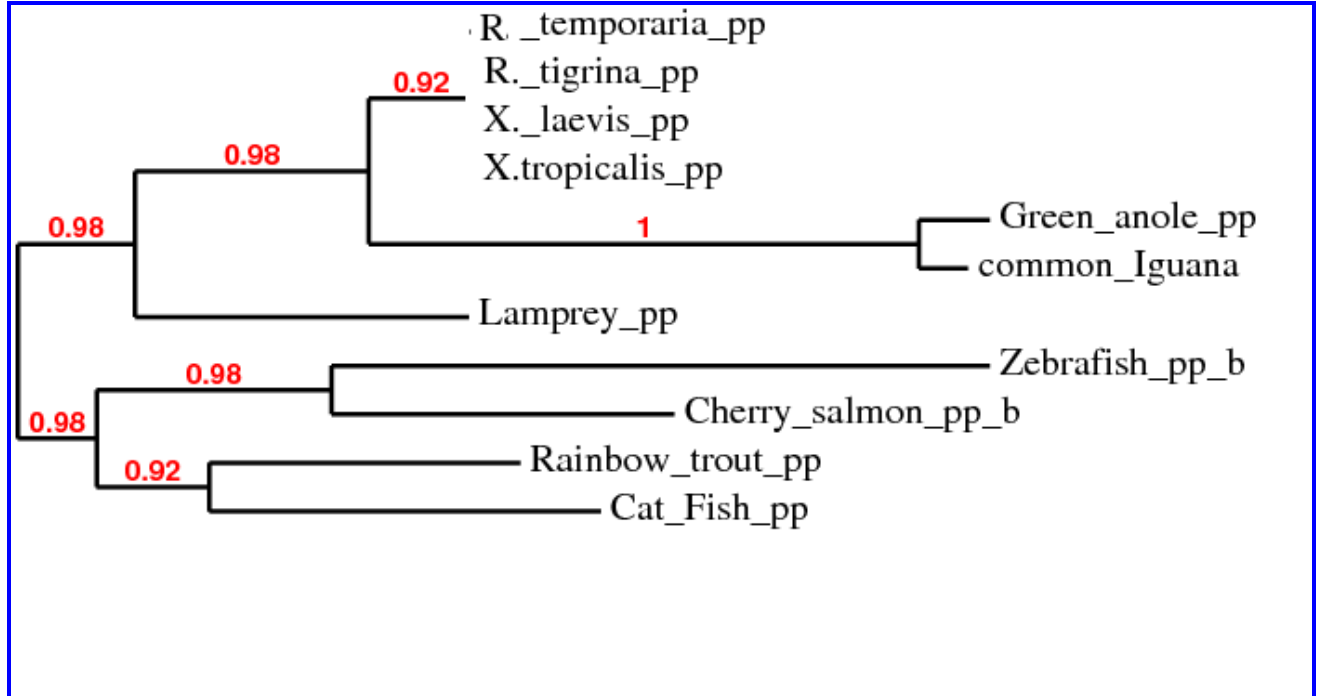 R. _temporaria_pp
R._tigrina_pp
0.92
X._laevis_pp
0.98
X.tropicalis_pp
Green_anole_pp
0.98
1
common_Iguana
Lamprey_pp
Zebrafish_pp_b
0.98
Cherry_salmon_pp_b
0.98
Rainbow_trout_pp
0.92
Cat_Fish_pp